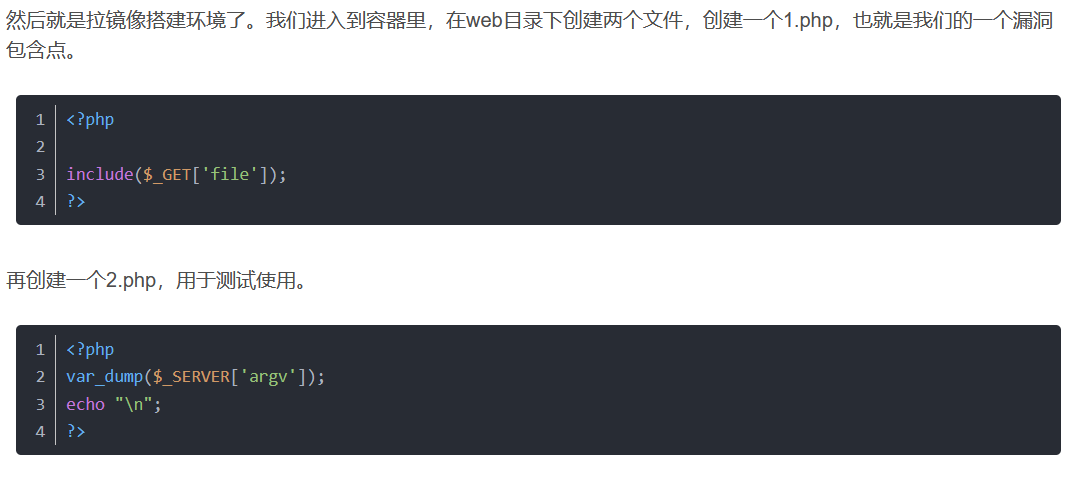 然后就是拉镜像搭建环境了。我们进入到容器里，在web目录下创建两个文件，创建一个1.php，也就是我们的一个漏洞
包含点。
1 <?php
2
3 include($_GET['file']);
4 ?>
再创建一个2.php，用于测试使用。
1 <?php
2 var_dump($_SERVER['argv']);
3 echo "\n";
4 ?>